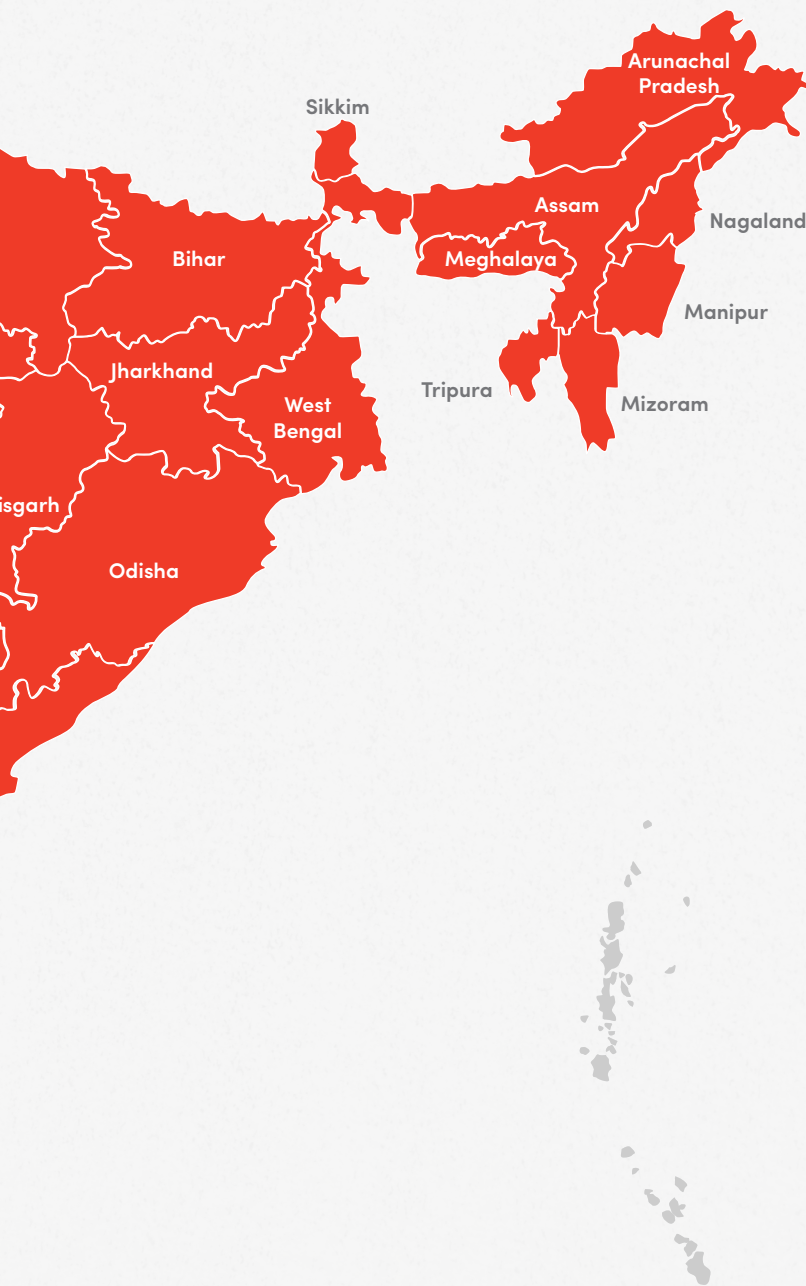 Arunachal
Pradesh
Sikkim
Assam
Nagaland
Bihar
Meghalaya
Manipur
Jharkhand
Tripura
West
Bengal
Mizoram
isgarh
Odisha